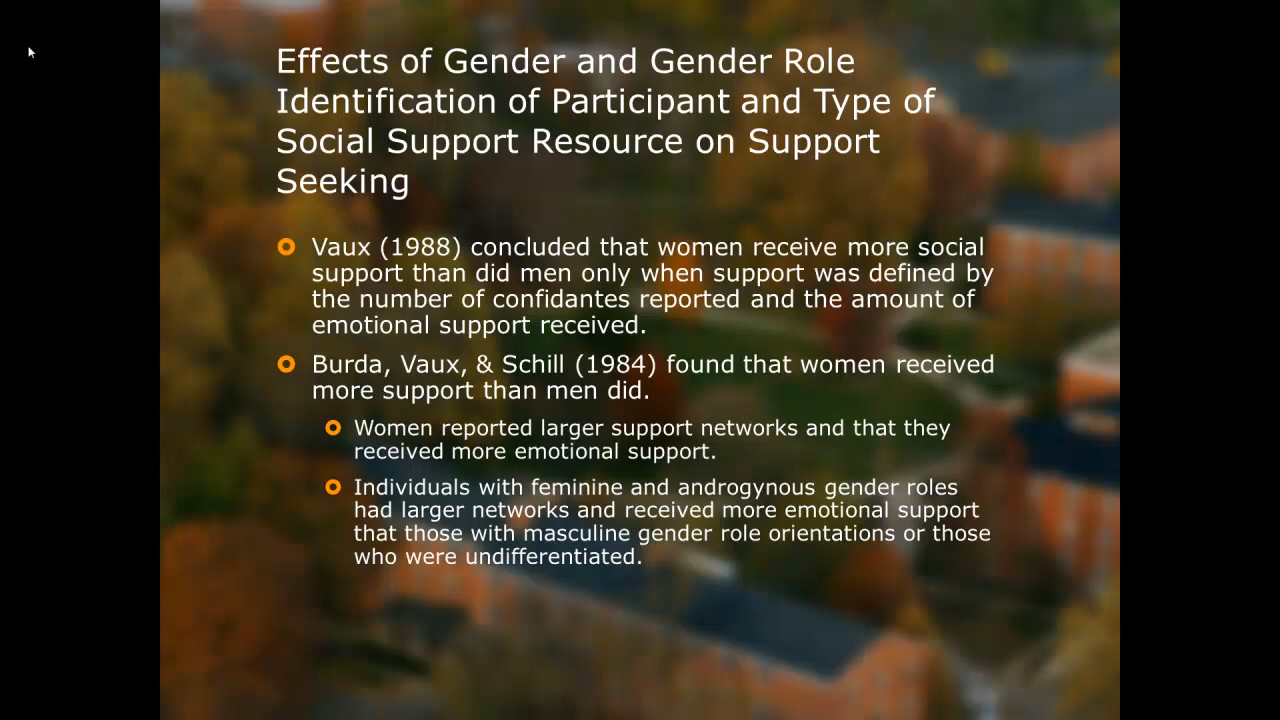 Effects of Gender and Gender Role
Identification of Participant and Type of
Social Support Resource on Support
Seeking
Vaux (1988) concluded that women receive more social
support than did men only when support was defined by
the number of confidantes reported and the amount of
emotional support received.
Burda, Vaux, & Schill (1984) found that women received
more support than men did.
Women reported larger support networks and that they
received more emotional support.
Individuals with feminine and androgynous gender roles
had larger networks and received more emotional support
that those with masculine gender role orientations or those
who were undifferentiated.